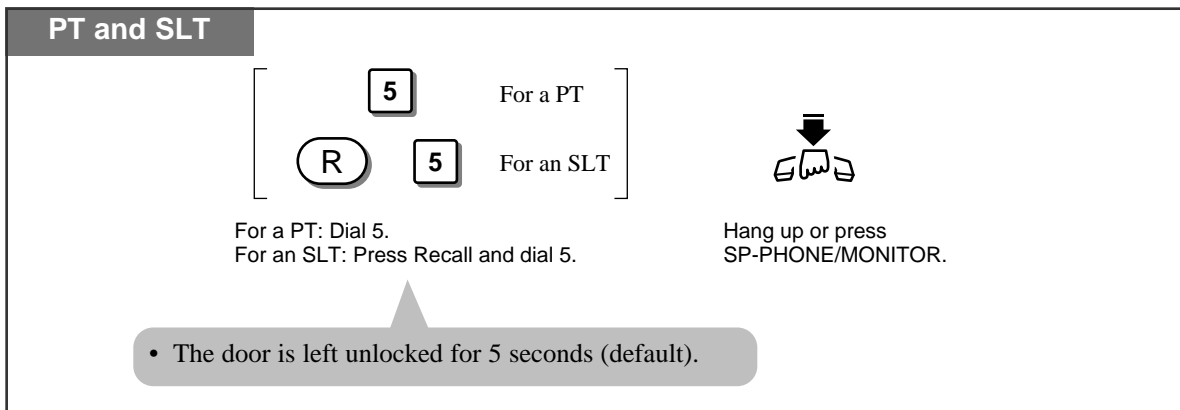 PT and SLT
5 For a PT
R 5 For an SLT
For a PT: Dial 5.
For an SLT: Press Recall and dial 5.
Hang up or press
SP-PHONE/MONITOR.
• The door is left unlocked for 5 seconds (default).